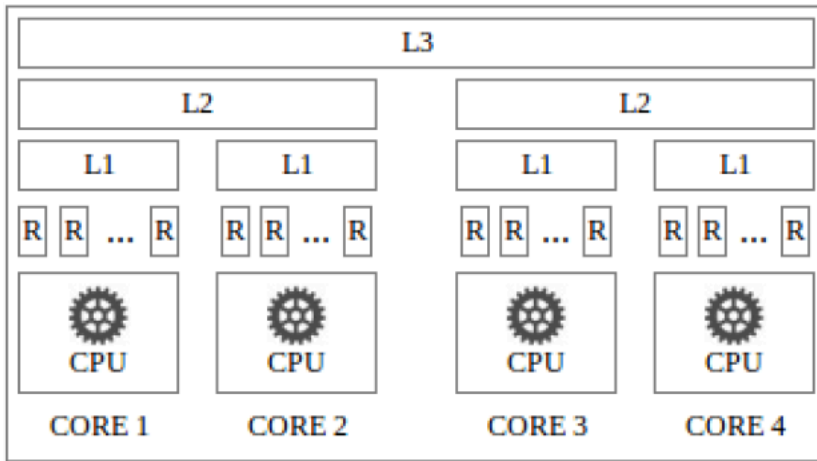 L3
L2 L2
L1 L1 L1 L1
R R ... R R R ... R R R ... R R R ... R
CPU CPU CPU CPU
CORE 1 CORE 2 CORE 3 CORE 4